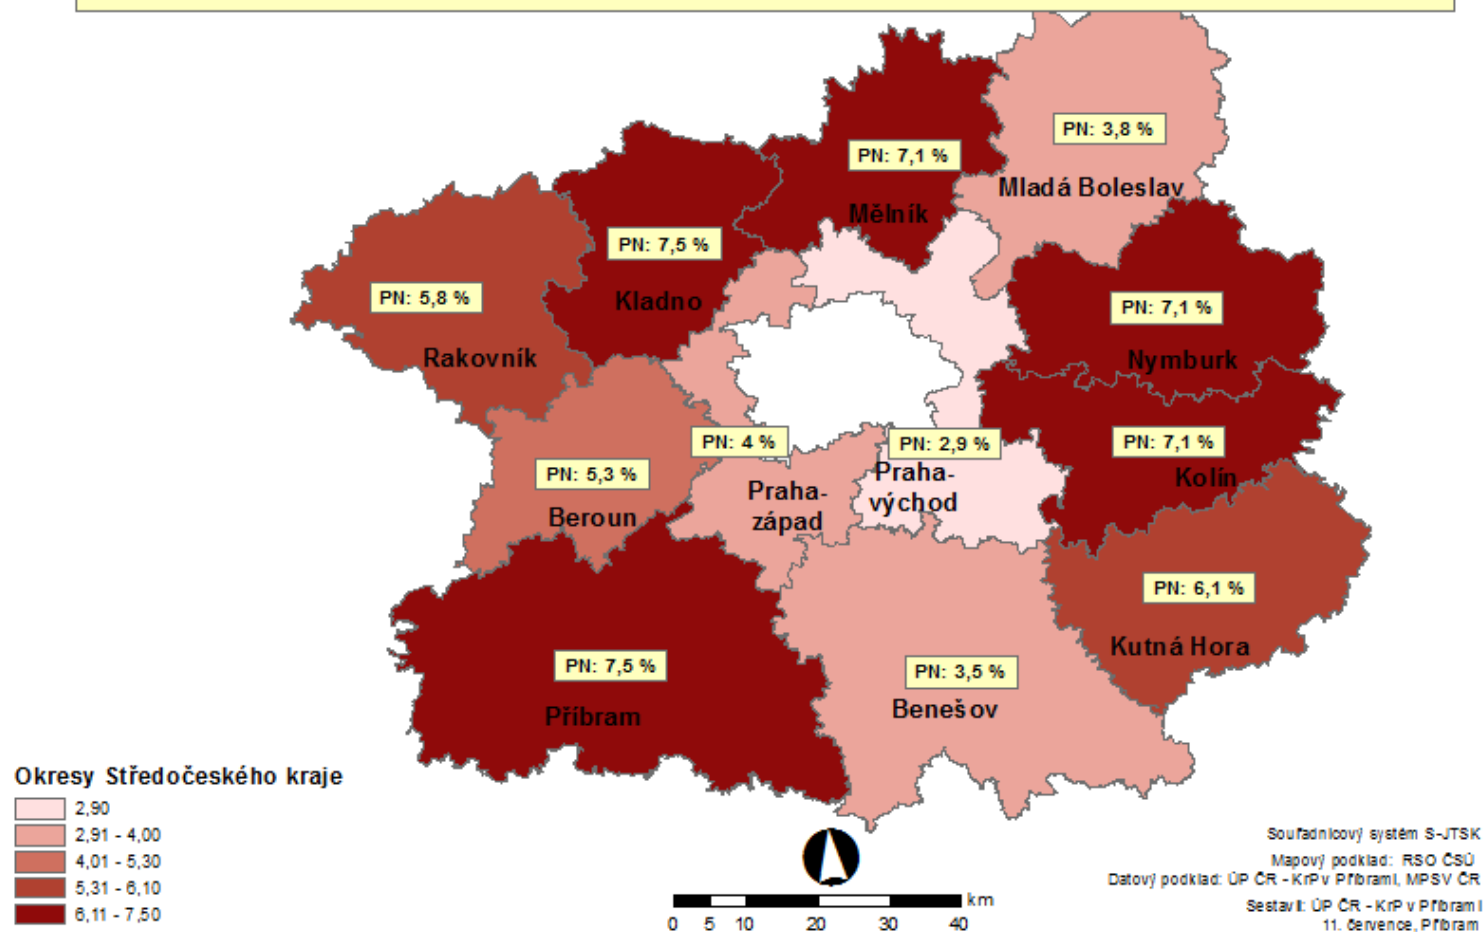 PN: 3,8 %
PN: 7,1 %
Mladá Boleslav
Mělník
PN: 7,5 %
Kladno
PN: 5,8 %
Rakovník
PN: 7,1 %
Nymburk
PN: 4 %
PN: 2,9 %
PN: 7,1 %
Kolín
PN: 5,3 %
Beroun
Praha-
západ
Praha-
východ
PN: 6,1 %
Kutná Hora
PN: 7,5 %
Příbram
PN: 3,5 %
Benešov
Okresy Středočeského kraje
2,90
2,91 - 4,00
4,01 - 5,30
5,31 - 6,10
6,11 - 7,50
km
0 5 10 20 30 40
Souřadnicový systém S-JTSK
Mapový podklad: RSO ČSÚ
Datový podklad: ÚP ČR - KrP v Příbrami, MPSV ČR
Sestavil: ÚP ČR - KrP v Příbrami
11. července, Příbram